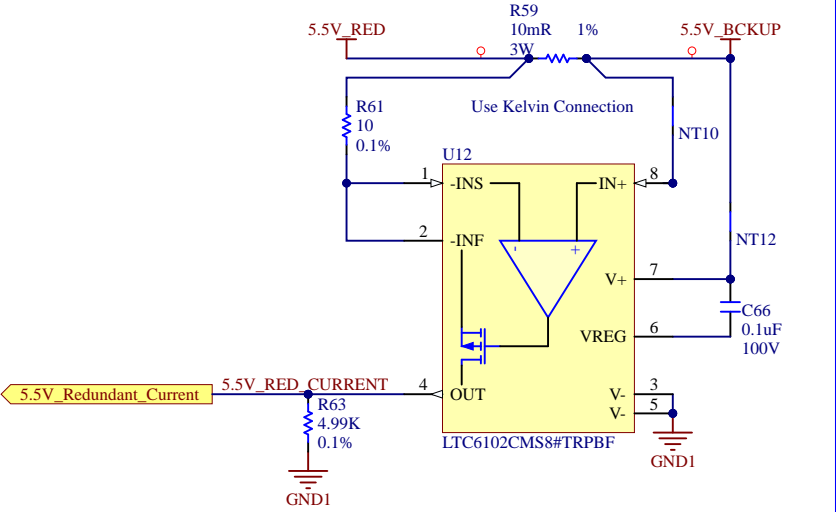 R59
5.5V_RED
10mR
1%
5.5V_BCKUP
3W
R61
10
0.1%
Use Kelvin Connection
NT10
U12
1
-INS
IN+
8
2
-INF
-
+
NT12
V+
7
C66
0.1uF
100V
VREG
6
5.5V_Redundant_Current
5.5V_RED_CURRENT
4
OUT
V-
3
V-
5
R63
4.99K
0.1%
LTC6102CMS8#TRPBF
GND1
GND1